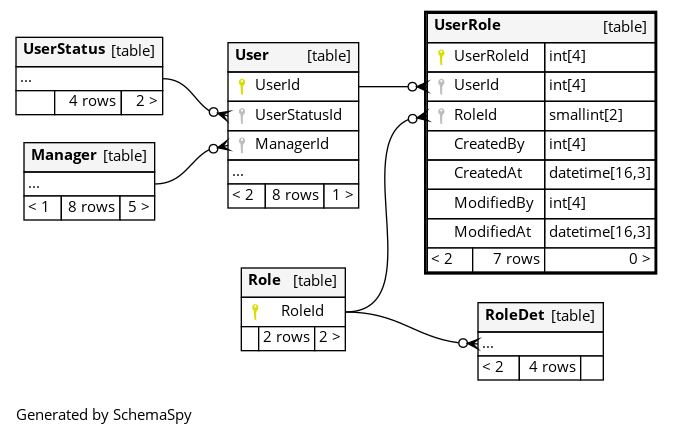 UserStatus [table]
...
4 rows 2 >
Manager [table]
...
< 1 8 rows 5 >
User [table]
UserId
UserStatusId
ManagerId
...
< 2 8 rows 1 >
UserRole [table]
UserRoleId int[4]
UserId int[4]
RoleId smallint[2]
CreatedBy int[4]
CreatedAt datetime[16,3]
ModifiedBy int[4]
ModifiedAt datetime[16,3]
< 2 7 rows 0 >
Role [table]
RoleId
2 rows 2 >
RoleDet [table]
...
< 2 4 rows
Generated by SchemaSpy